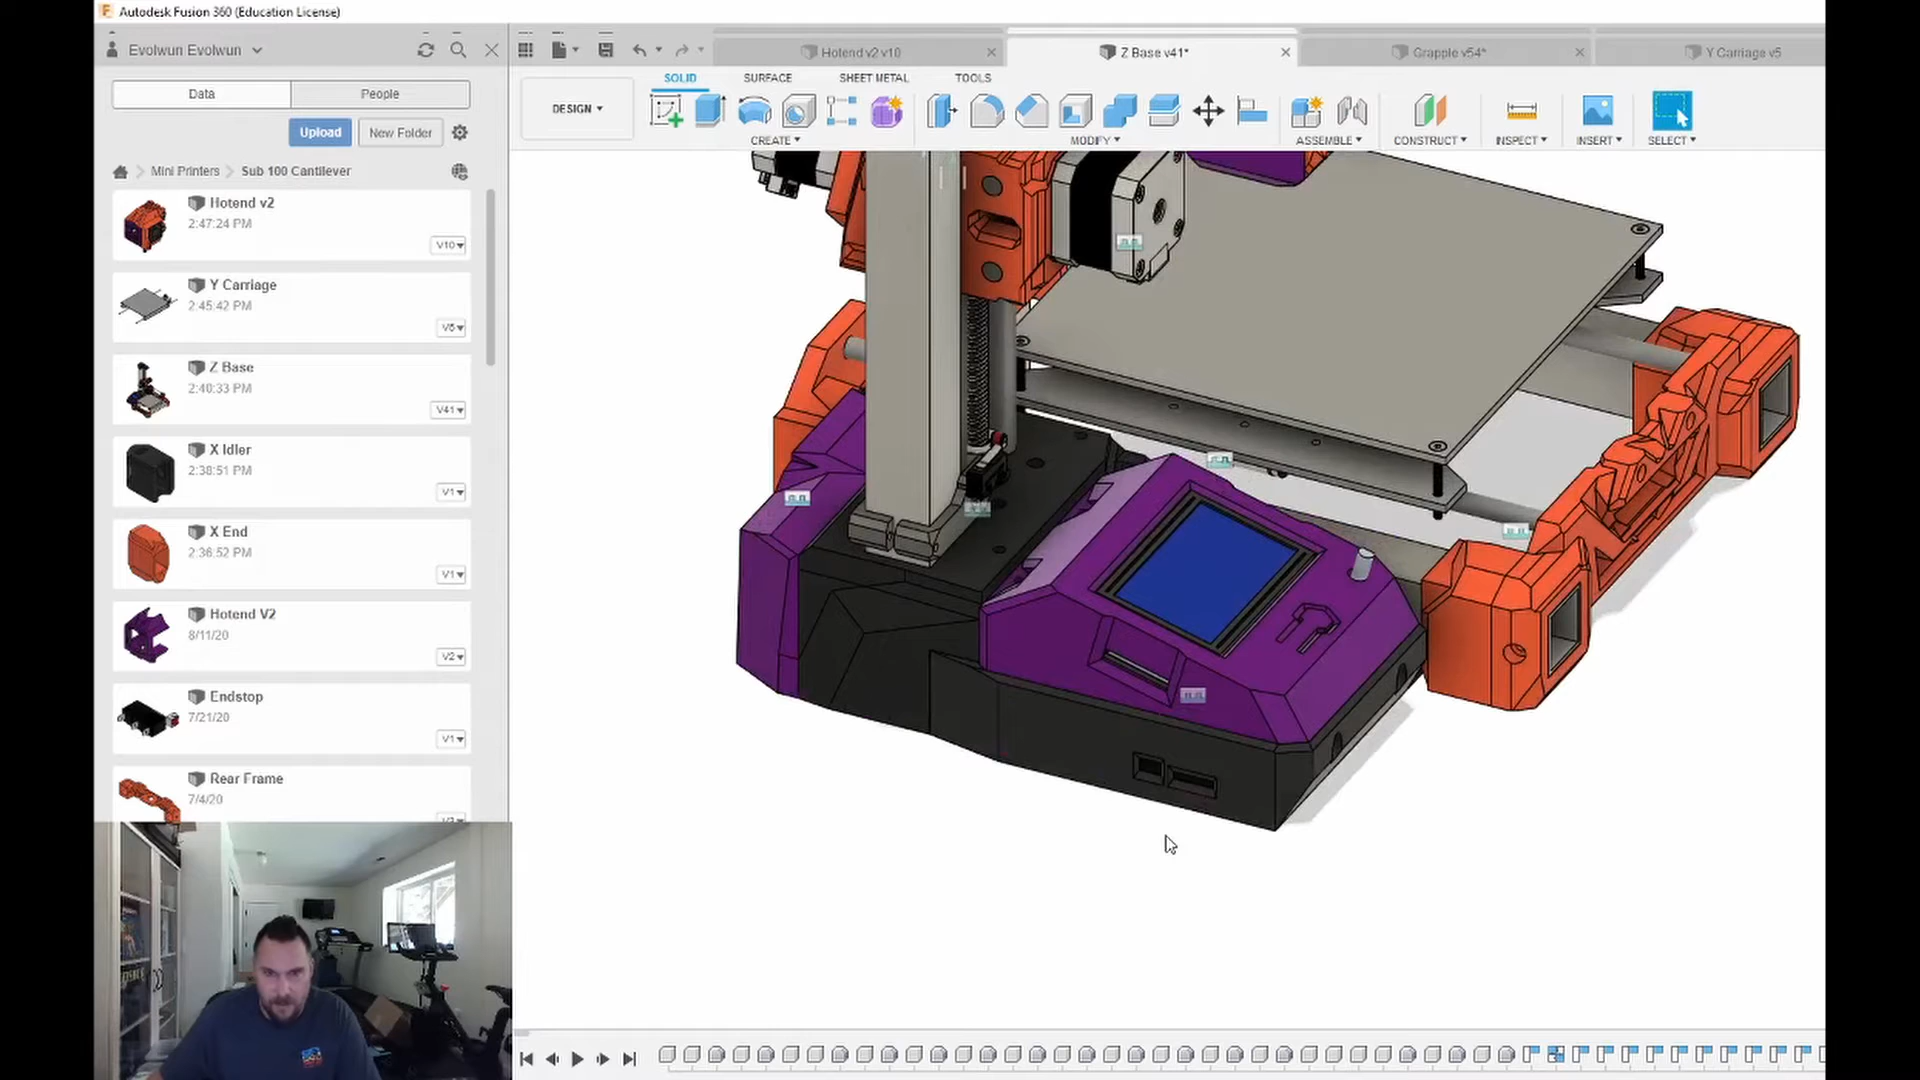 Autodesk Fusion 360 (Education License)
Evolwun Evolwun
Hotend v2 v10
Z Base v41*
Grapple v54*
Y Carriage v5
SOLID
SURFACE
SHEET METAL
TOOLS
Data
People
DESIGN
Upload
New Folder
CREATE
MODIFY
ASSEMBLE
CONSTRUCT
INSPECT
INSERT
SELECT
Mini Printers
Sub 100 Cantilever
Hotend v2
2:47:24 PM
V10
Y Carriage
2:45:42 PM
Z Base
2:40:33 PM
V41
X Idler
2:38:51 PM
V1
X End
2:36:52 PM
V1
Hotend V2
8/11/20
V2
Endstop
7/21/20
V1
Rear Frame
7/4/20